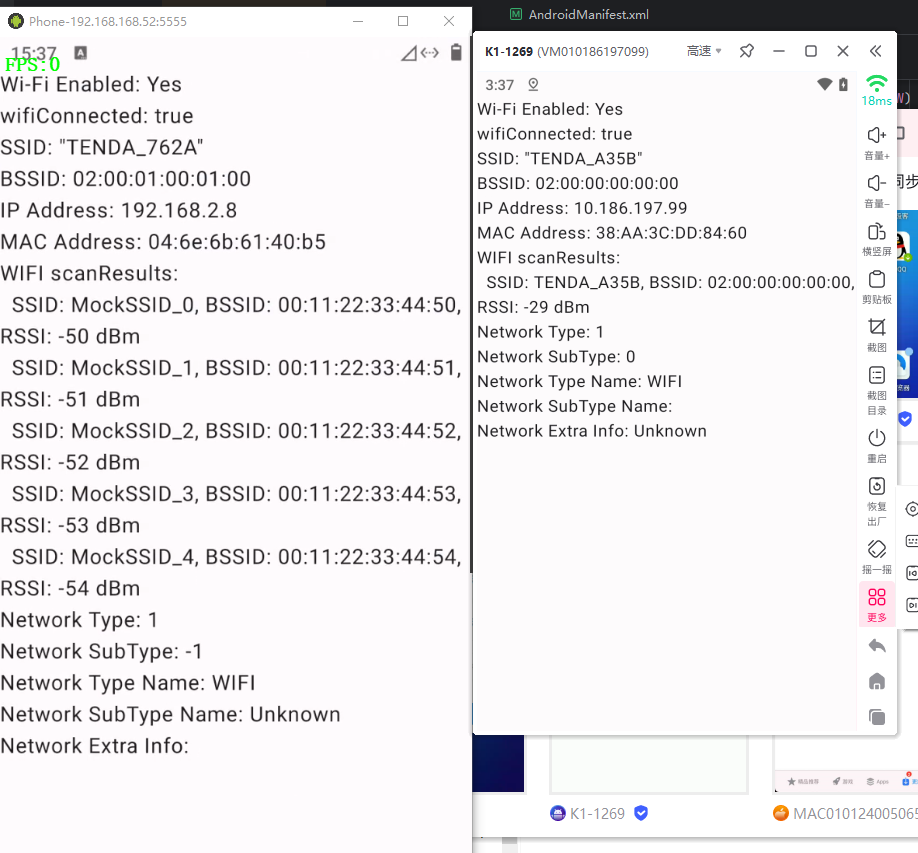 AndroidManifest.xml
Phone-192.168.168.52:5555
15:37
FPS:0
Wi-Fi Enabled: Yes
wifiConnected: true
SSID: "TENDA_762A"
BSSID: 02:00:01:00:01:00
IP Address: 192.168.2.8
MAC Address: 04:6e:6b:61:40:b5
WIFI scanResults:
SSID: MockSSID_0, BSSID: 00:11:22:33:44:50,
RSSI: -50 dBm
SSID: MockSSID_1, BSSID: 00:11:22:33:44:51,
RSSI: -51 dBm
SSID: MockSSID_2, BSSID: 00:11:22:33:44:52,
RSSI: -52 dBm
SSID: MockSSID_3, BSSID: 00:11:22:33:44:53,
RSSI: -53 dBm
SSID: MockSSID_4, BSSID: 00:11:22:33:44:54,
RSSI: -54 dBm
Network Type: 1
Network SubType: -1
Network Type Name: WIFI
Network SubType Name: Unknown
Network Extra Info:
K1-1269 (VM010186197099)
高速
3:37
Wi-Fi Enabled: Yes
wifiConnected: true
SSID: "TENDA_A35B"
BSSID: 02:00:00:00:00:00
IP Address: 10.186.197.99
MAC Address: 38:AA:3C:DD:84:60
WIFI scanResults:
SSID: TENDA_A35B, BSSID: 02:00:00:00:00:00,
RSSI: -29 dBm
Network Type: 1
Network SubType: 0
Network Type Name: WIFI
Network SubType Name:
Network Extra Info: Unknown
18ms
音量+
音量-
横竖屏
剪贴板
截图
截图
目录
重启
恢复
出厂
摇一摇
更多
同步
K1-1269
MAC010124005065